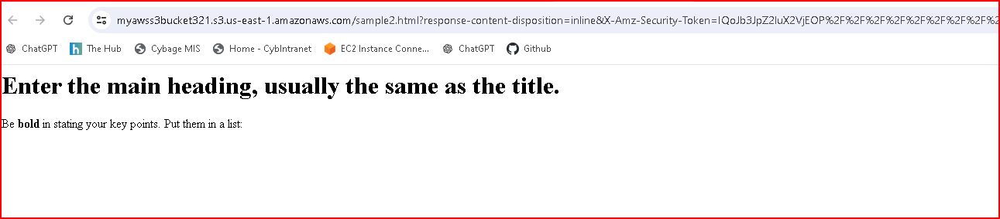 myawss3bucket321.s3.us-east-1.amazonaws.com/sample2.html?response-content-disposition=inline&X-Amz-Security-Token=IQoJb3JpZ2luX2VjEOP%2F%2F%2F%2F%2F%2F%2F%2F%2
ChatGPT The Hub Cybage MIS Home - CybIntranet EC2 Instance Conne... ChatGPT Github
Enter the main heading, usually the same as the title.
Be bold in stating your key points. Put them in a list: